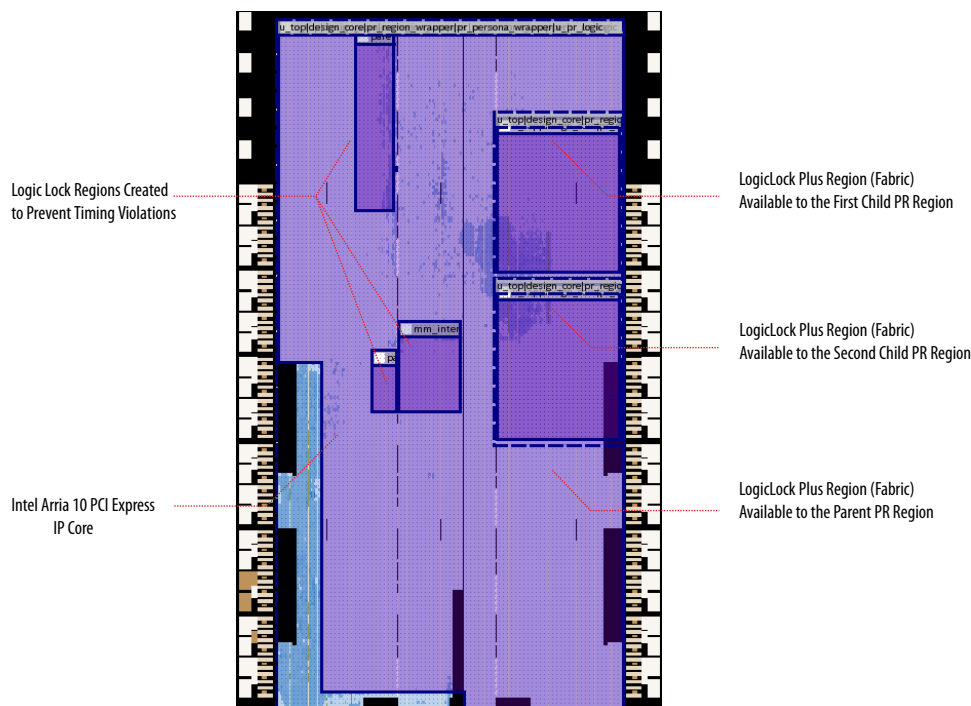 u_top|design_core|pr_region_wrapper|pr_persona_wrapper|u_pr_logic
pare
u_top|design_core|pr_regio
Logic Lock Regions Created
to Prevent Timing Violations
LogicLock Plus Region (Fabric)
Available to the First Child PR Region
u_top|design_core|pr_regio
mm_inter
pa
LogicLock Plus Region (Fabric)
Available to the Second Child PR Region
Intel Arria 10 PCI Express
IP Core
LogicLock Plus Region (Fabric)
Available to the Parent PR Region